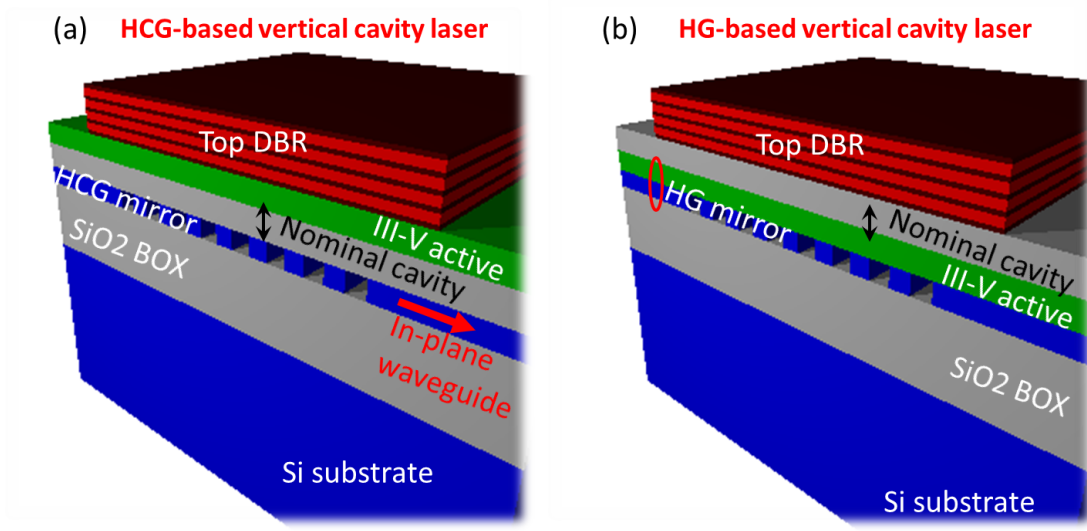 (a) HCG-based vertical cavity laser
Top DBR
HCG mirror
III-V active
Nominal cavity
SiO2 BOX
In-plane
waveguide
Si substrate
(b) HG-based vertical cavity laser
Top DBR
HG mirror
Nominal cavity
III-V active
SiO2 BOX
Si substrate